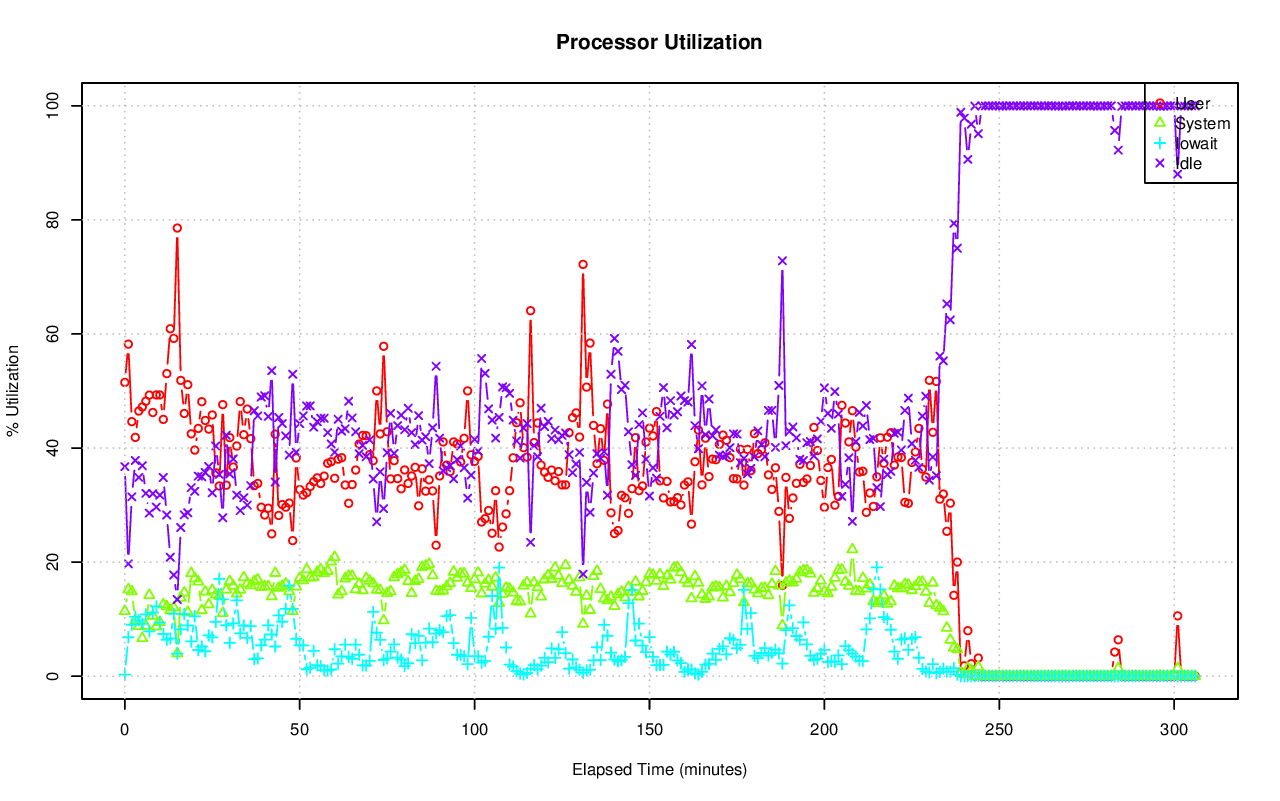 Processor Utilization
% Utilization
100
80
60
40
20
0
User
System
Iowait
Idle
0 50 100 150 200 250 300
Elapsed Time (minutes)